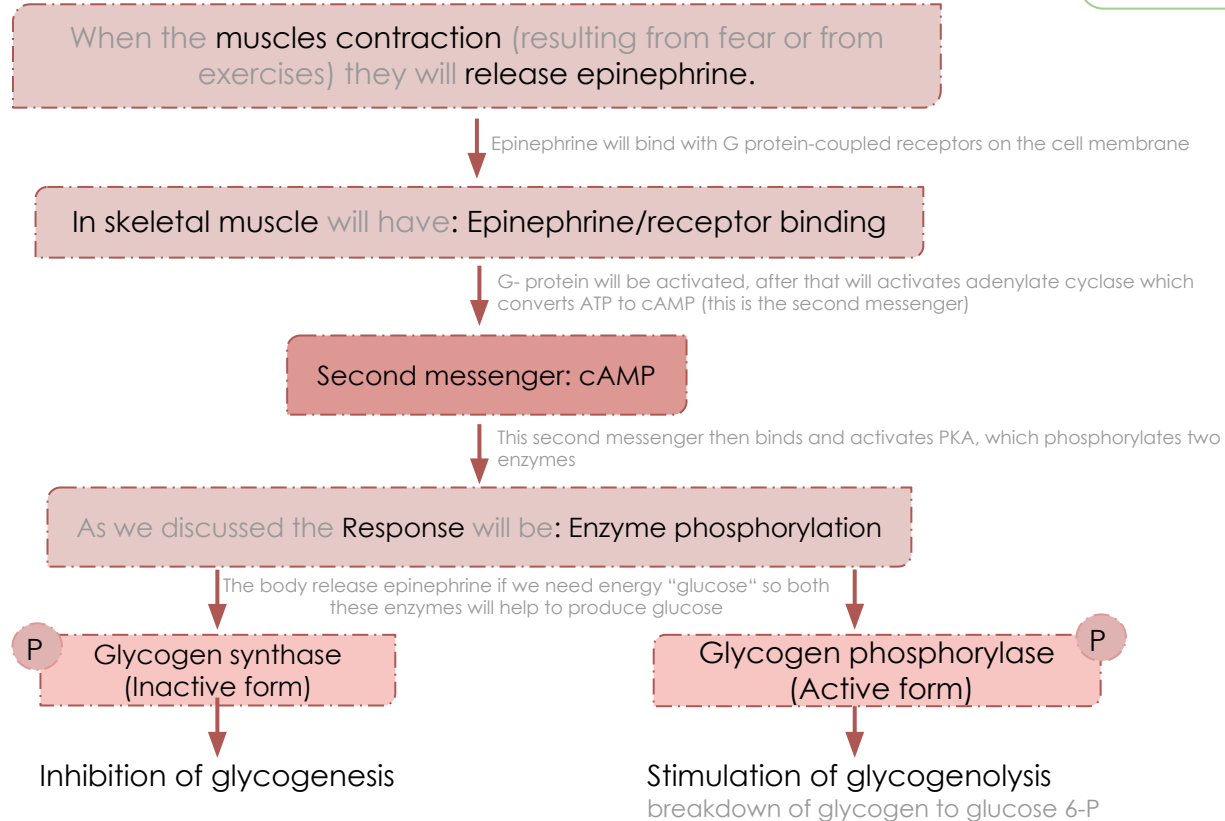 When the muscles contraction (resulting from fear or from
exercises) they will release epinephrine.
Epinephrine will bind with G protein-coupled receptors on the cell membrane
In skeletal muscle will have: Epinephrine/receptor binding
G- protein will be activated, after that will activates adenylate cyclase which
converts ATP to cAMP (this is the second messenger)
Second messenger: cAMP
This second messenger then binds and activates PKA, which phosphorylates two
enzymes
As we discussed the Response will be: Enzyme phosphorylation
The body release epinephrine if we need energy “glucose“ so both
these enzymes will help to produce glucose
P
Glycogen synthase
(Inactive form)
Glycogen phosphorylase
(Active form)
P
Inhibition of glycogenesis
Stimulation of glycogenolysis
breakdown of glycogen to glucose 6-P